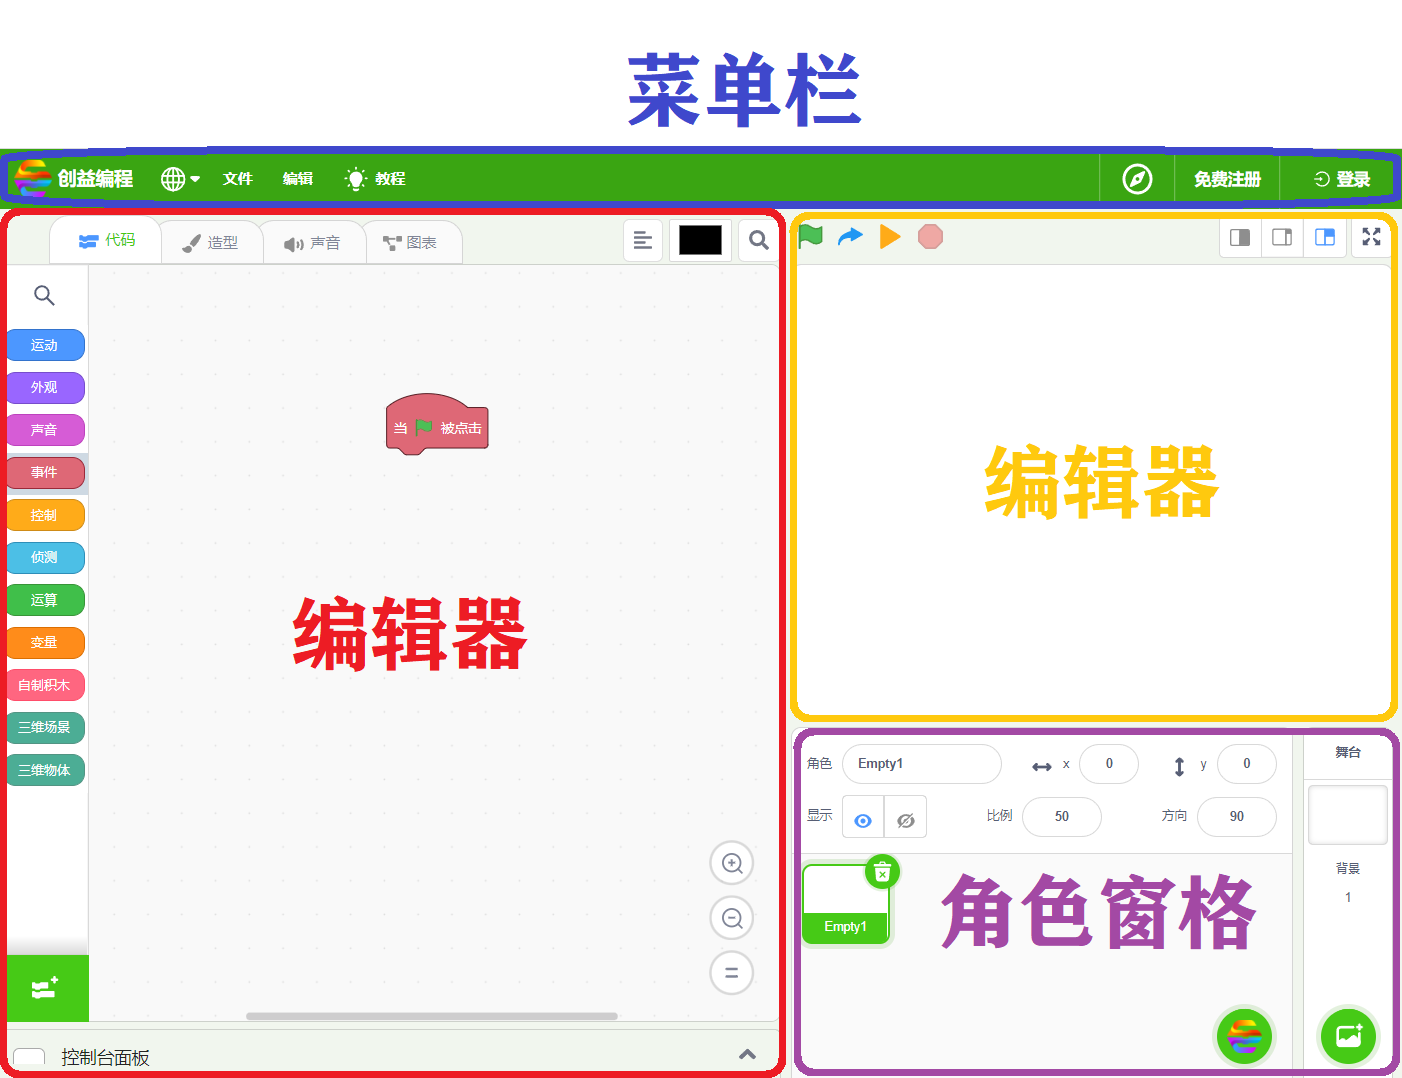 菜单栏
创益编程 文件 编辑 教程 免费注册 登录
代码 造型 声音 图表
运动
外观
声音
事件
控制
侦测
运算
变量
自制积木
三维场景
三维物体
当 被点击
编辑器
控制台面板
编辑器
角色 Empty1 x 0 y 0
显示 比例 50 方向 90
Empty1
角色窗格
舞台
背景
1